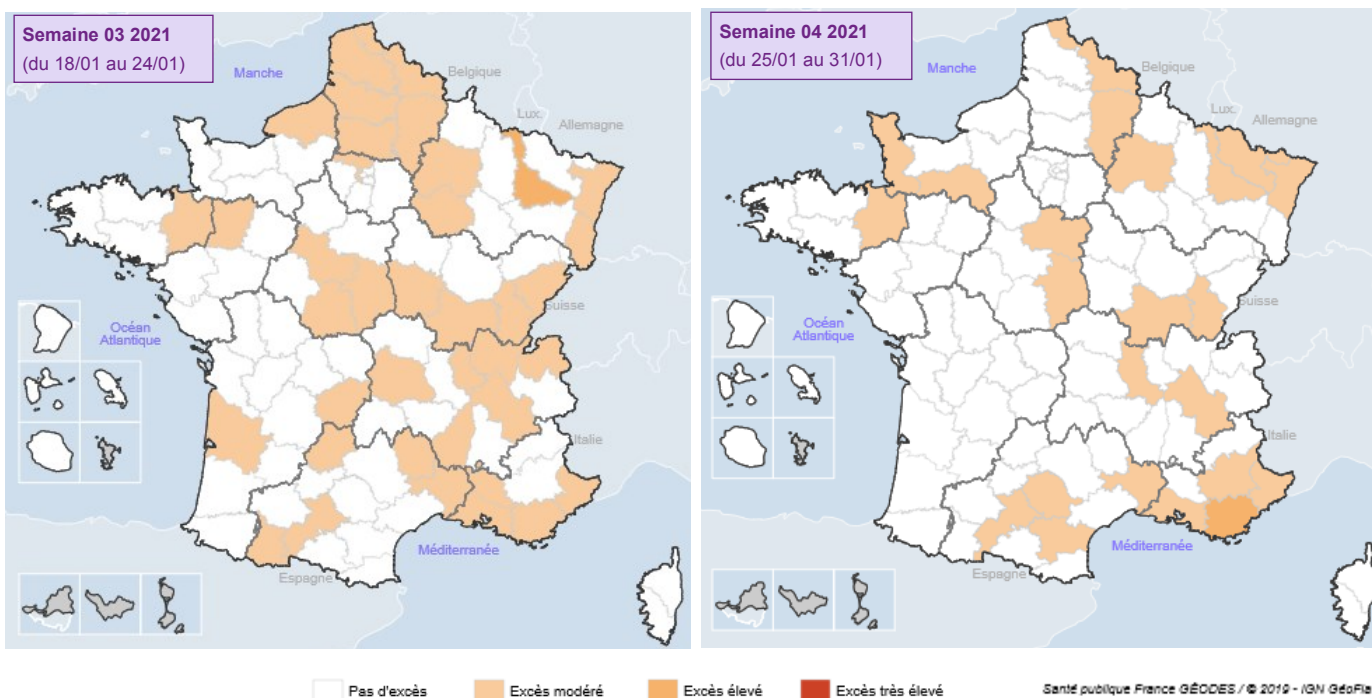 Semaine 03 2021
(du 18/01 au 24/01)
Manche
Belgique
Lux.
Allemagne
Suisse
Océan
Atlantique
Italie
Méditerranée
Espagne
Semaine 04 2021
(du 25/01 au 31/01)
Manche
Belgique
Lux.
Allemagne
Suisse
Océan
Atlantique
Italie
Méditerranée
Espagne
Pas d'excès
Excès modéré
Excès élevé
Excès très élevé
Santé publique France GÉODES / © 2019 - IGN GéoFla